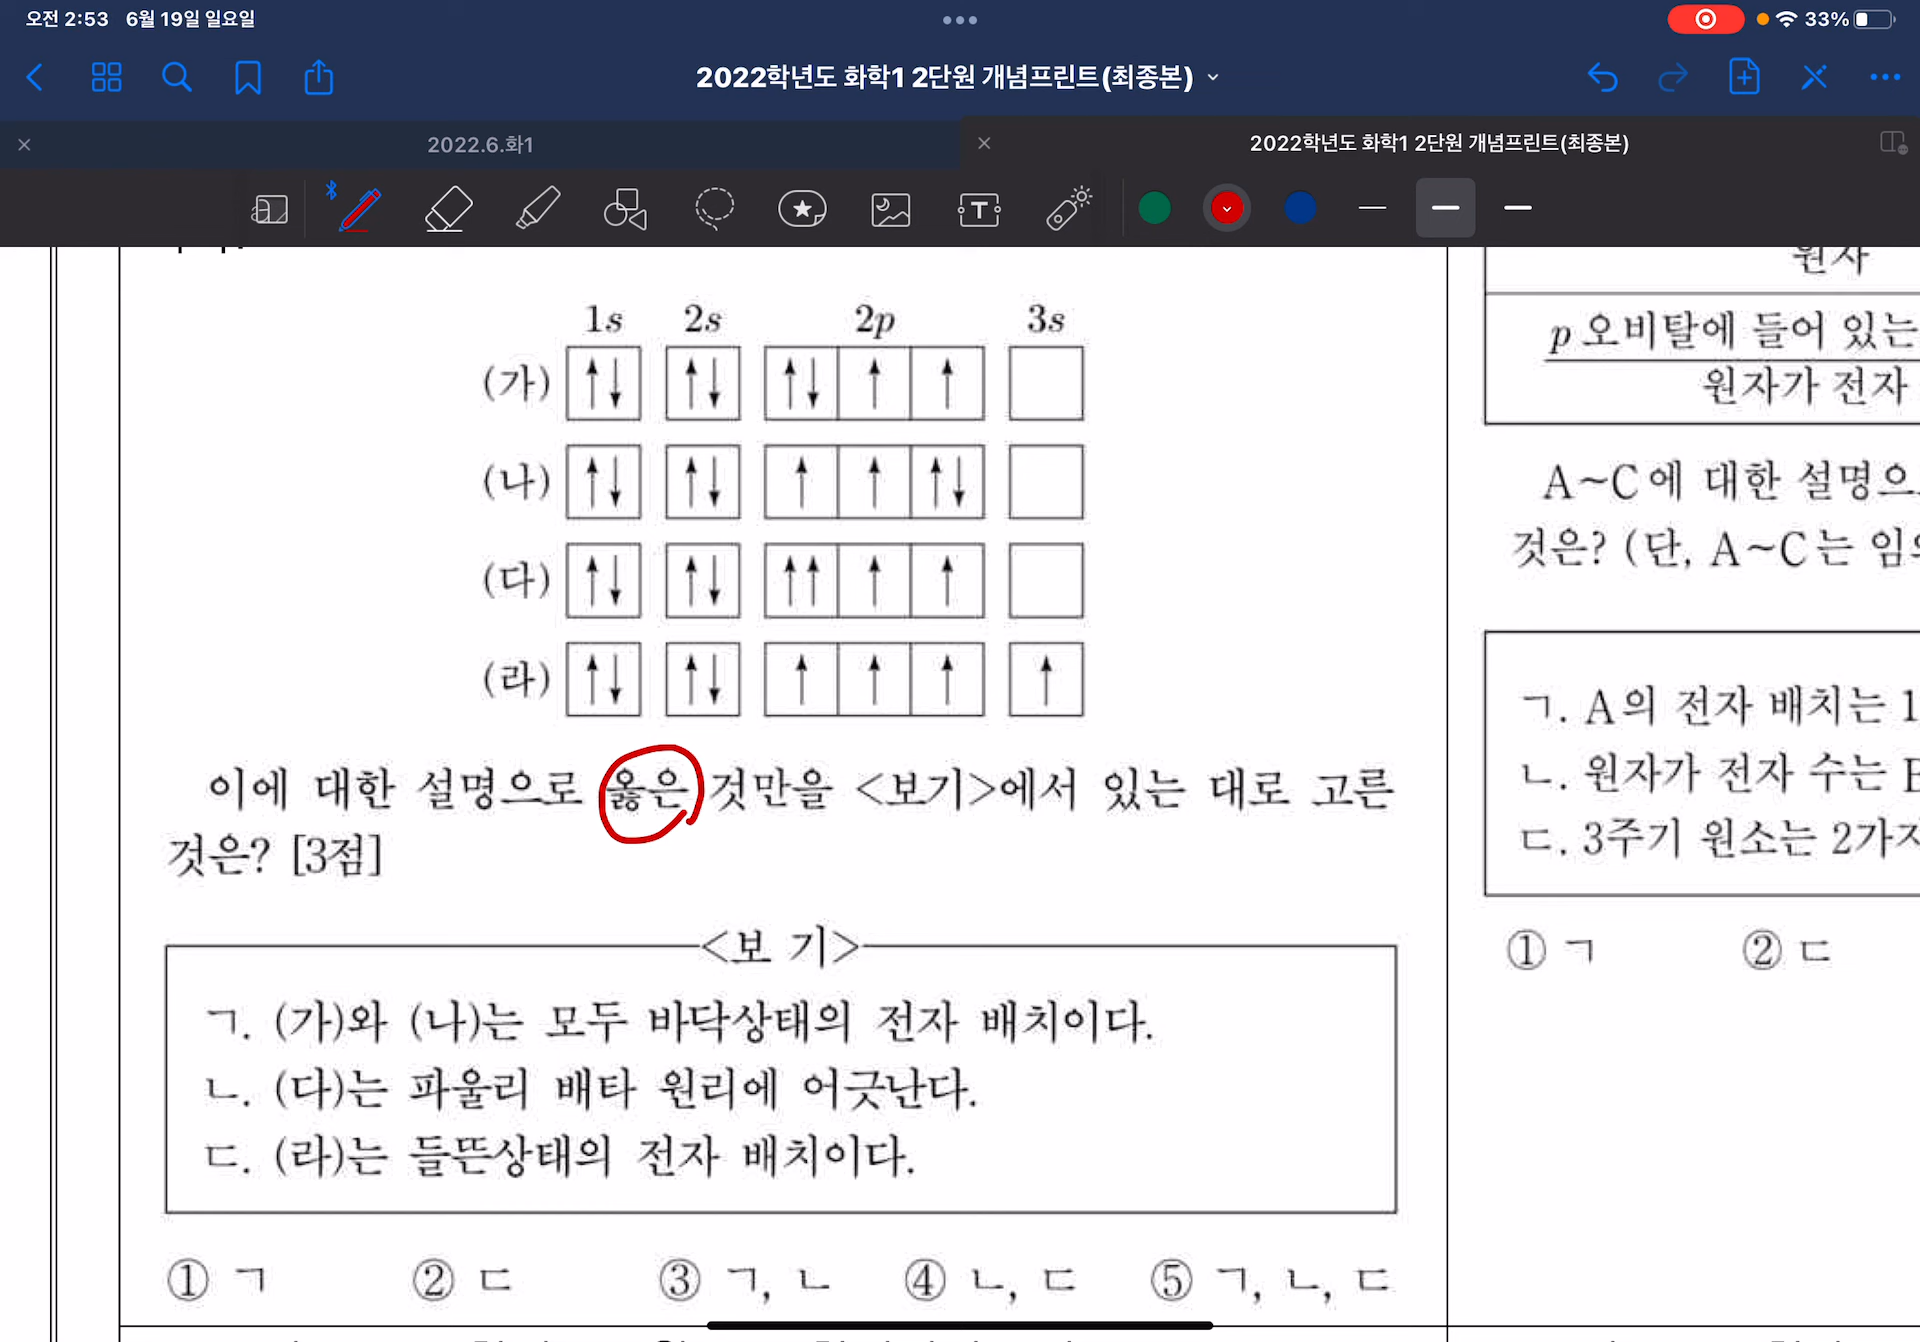 오전 2:53 6월 19일 일요일
33%
2022학년도 화학1 2단원 개념프린트(최종본)
2022.6.화1
2022학년도 화학1 2단원 개념프린트(최종본)
1s 2s 2p 3s
(가)
(나)
(다)
(라)
이에 대한 설명으로 옳은 것만을 <보기>에서 있는 대로 고른
것은? [3점]
<보 기>
ㄱ. (가)와 (나)는 모두 바닥상태의 전자 배치이다.
ㄴ. (다)는 파울리 배타 원리에 어긋난다.
ㄷ. (라)는 들뜬상태의 전자 배치이다.
① ㄱ ② ㄷ ③ ㄱ, ㄴ ④ ㄴ, ㄷ ⑤ ㄱ, ㄴ, ㄷ
원자
p오비탈에 들어 있는
원자가 전자
A~C에 대한 설명으
것은? (단, A~C는
ㄱ. A의 전자 배치는 1
ㄴ. 원자가 전자 수는
ㄷ. 3주기 원소는 2가지
① ㄱ ② ㄷ